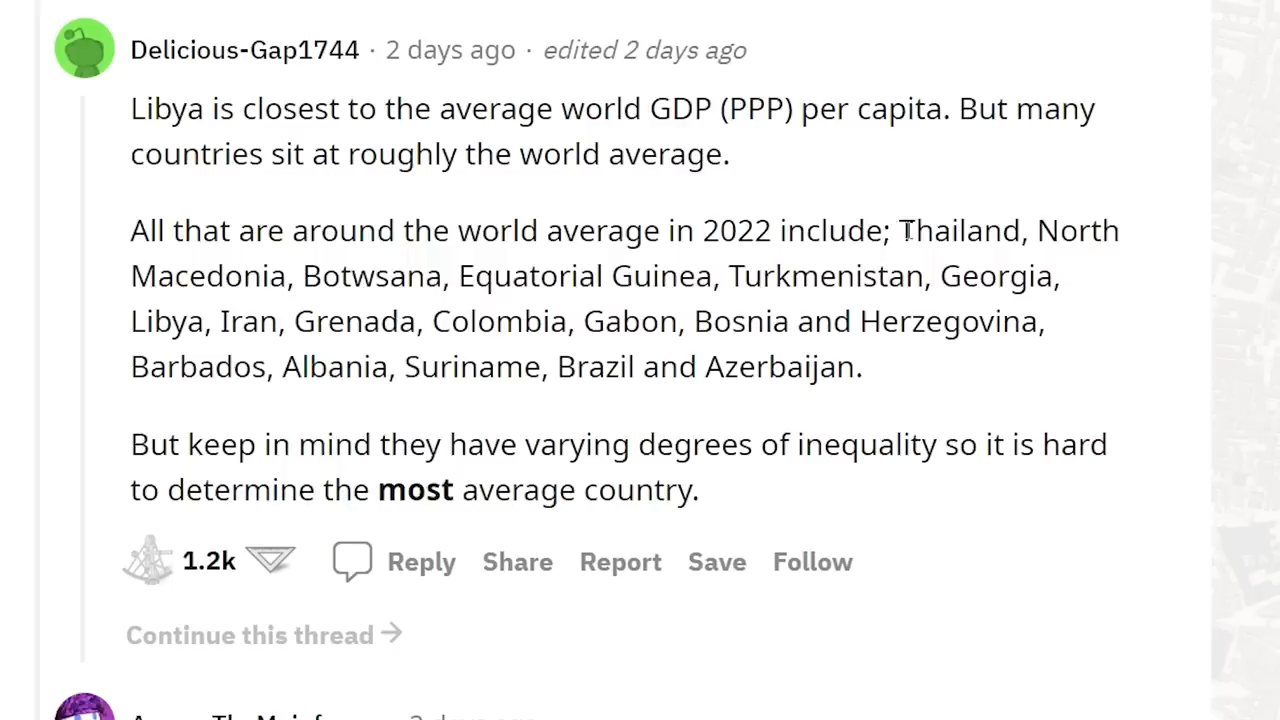 Delicious-Gap1744 · 2 days ago · edited 2 days ago
Libya is closest to the average world GDP (PPP) per capita. But many
countries sit at roughly the world average.
All that are around the world average in 2022 include; Thailand, North
Macedonia, Botwsana, Equatorial Guinea, Turkmenistan, Georgia,
Libya, Iran, Grenada, Colombia, Gabon, Bosnia and Herzegovina,
Barbados, Albania, Suriname, Brazil and Azerbaijan.
But keep in mind they have varying degrees of inequality so it is hard
to determine the most average country.
1.2k Reply Share Report Save Follow
Continue this thread